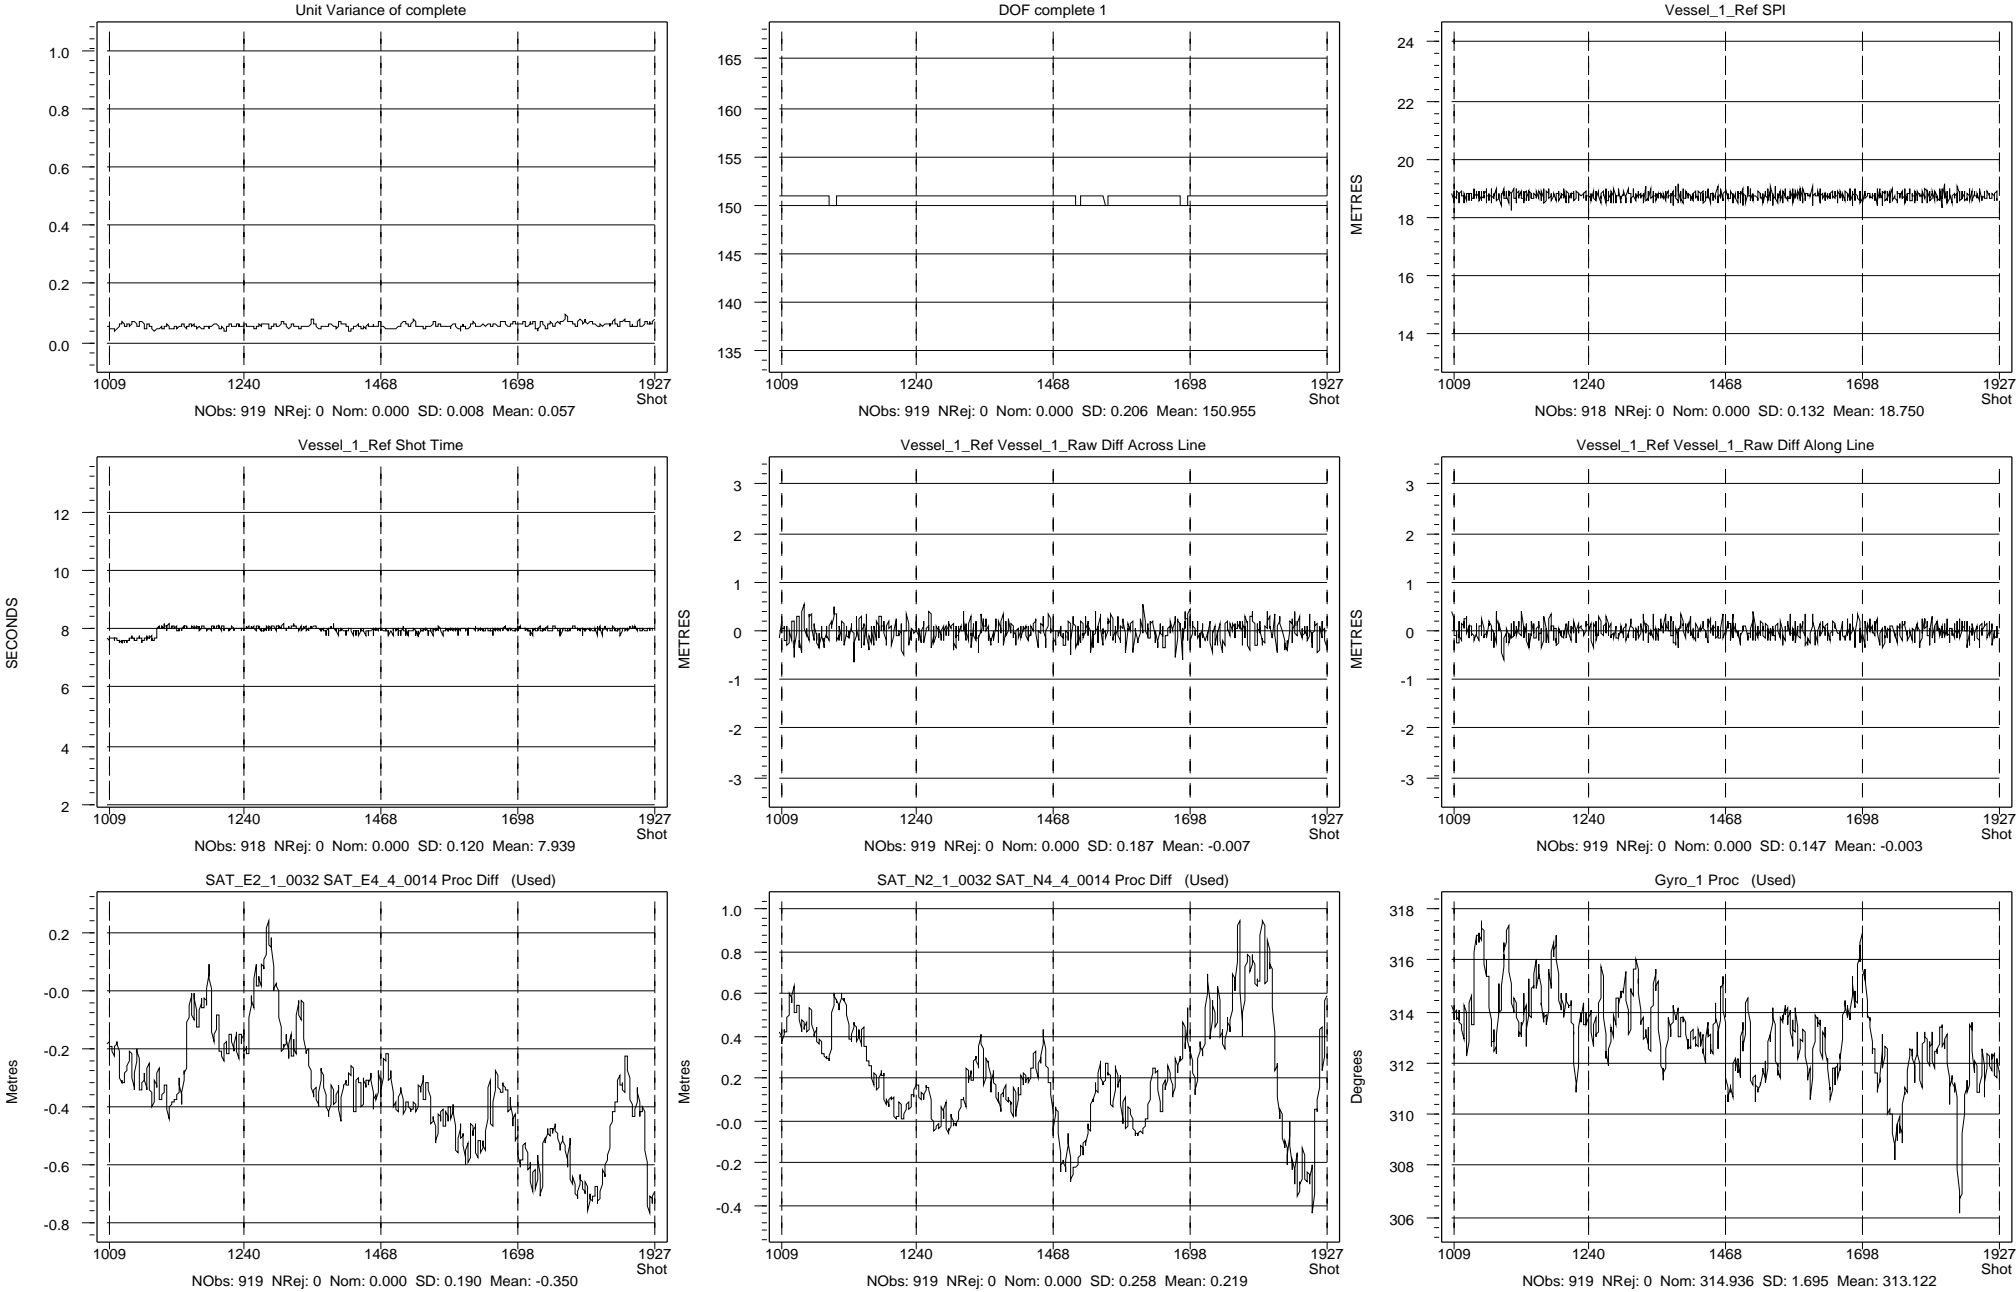 Unit Variance of complete
1.0
0.8
0.6
0.4
0.2
0.0
1009 1240 1468 1698 1927
Shot
NObs: 919 NRej: 0 Nom: 0.000 SD: 0.008 Mean: 0.057
DOF complete 1
165
160
155
150
145
140
135
1009 1240 1468 1698 1927
Shot
NObs: 919 NRej: 0 Nom: 0.000 SD: 0.206 Mean: 150.955
Vessel_1_Ref SPI
METRES
24
22
20
18
16
14
1009 1240 1468 1698 1927
Shot
NObs: 918 NRej: 0 Nom: 0.000 SD: 0.132 Mean: 18.750
Vessel_1_Ref Shot Time
SECONDS
12
10
8
6
4
2
1009 1240 1468 1698 1927
Shot
NObs: 918 NRej: 0 Nom: 0.000 SD: 0.120 Mean: 7.939
Vessel_1_Ref Vessel_1_Raw Diff Across Line
METRES
3
2
1
0
-1
-2
-3
1009 1240 1468 1698 1927
Shot
NObs: 919 NRej: 0 Nom: 0.000 SD: 0.187 Mean: -0.007
Vessel_1_Ref Vessel_1_Raw Diff Along Line
METRES
3
2
1
0
-1
-2
-3
1009 1240 1468 1698 1927
Shot
NObs: 919 NRej: 0 Nom: 0.000 SD: 0.147 Mean: -0.003
SAT_E2_1_0032 SAT_E4_4_0014 Proc Diff (Used)
Metres
0.2
-0.0
-0.2
-0.4
-0.6
-0.8
1009 1240 1468 1698 1927
Shot
NObs: 919 NRej: 0 Nom: 0.000 SD: 0.190 Mean: -0.350
SAT_N2_1_0032 SAT_N4_4_0014 Proc Diff (Used)
Metres
1.0
0.8
0.6
0.4
0.2
-0.0
-0.2
-0.4
1009 1240 1468 1698 1927
Shot
NObs: 919 NRej: 0 Nom: 0.000 SD: 0.258 Mean: 0.219
Gyro_1 Proc (Used)
Degrees
318
316
314
312
310
308
306
1009 1240 1468 1698 1927
Shot
NObs: 919 NRej: 0 Nom: 314.936 SD: 1.695 Mean: 313.122